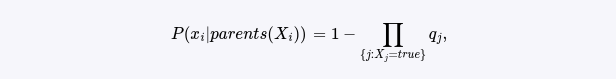 P(x_i|parents(X_i)) = 1 − ∏_{{j:X_j=true}} q_j,